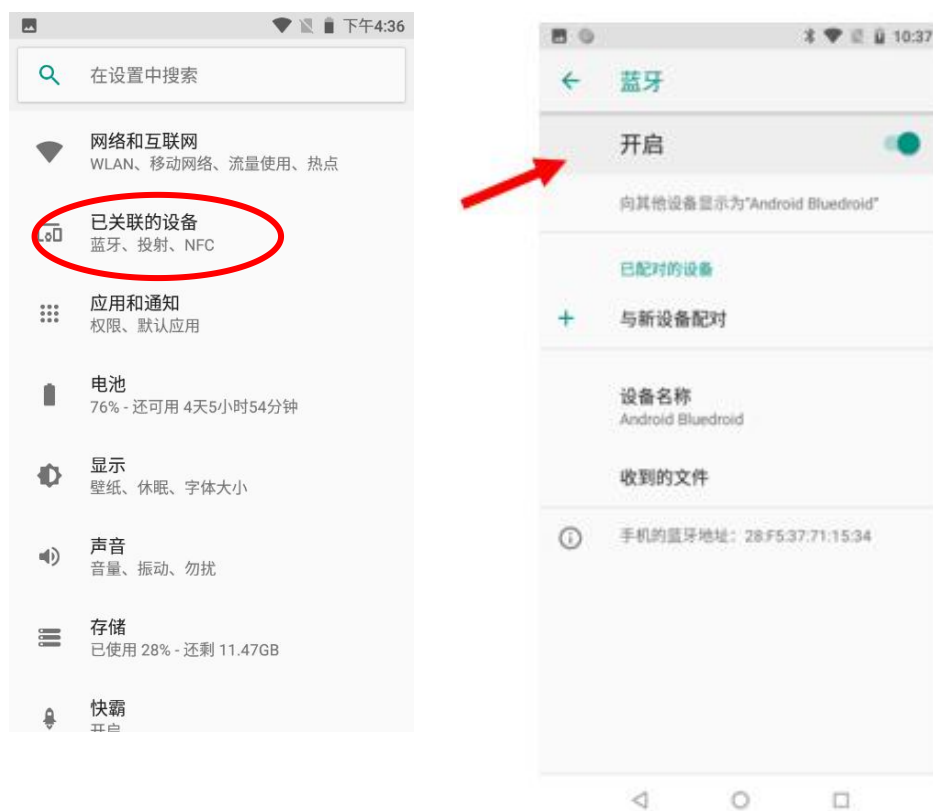 下午4:36
在设置中搜索
网络和互联网
WLAN、移动网络、流量使用、热点
已关联的设备
蓝牙、投射、NFC
应用和通知
权限、默认应用
电池
76% - 还可用 4天5小时54分钟
显示
壁纸、休眠、字体大小
声音
音量、振动、勿扰
存储
已使用 28% - 还剩 11.47GB
快霸
开启
10:37
蓝牙
开启
向其他设备显示为"Android Bluedroid"
已配对的设备
与新设备配对
设备名称
Android Bluedroid
收到的文件
手机的蓝牙地址：28:F5:37:71:15:34